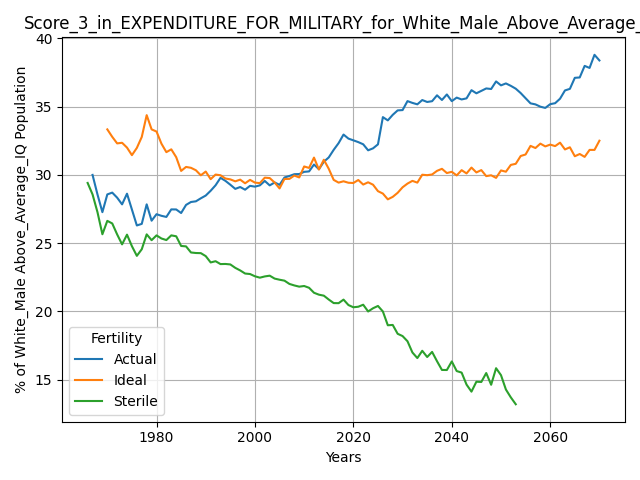 Score_3_in_EXPENDITURE_FOR_MILITARY_for_White_Male_Above_Average_
40
35
30
25
20
15
% of White_Male Above_Average_IQ Population
Fertility
Actual
Ideal
Sterile
1980 2000 2020 2040 2060
Years